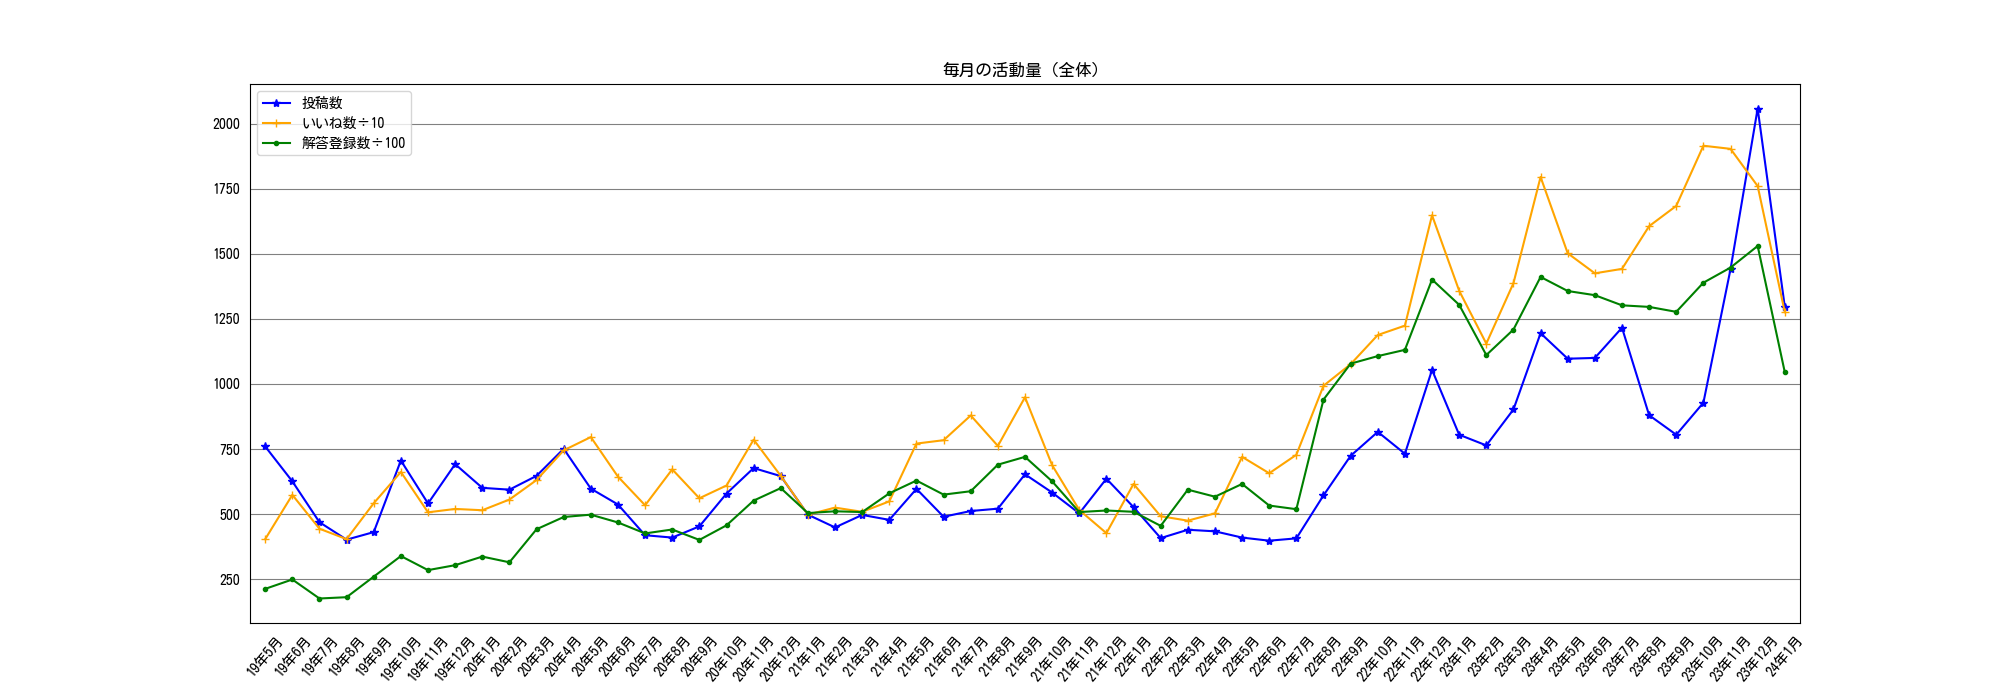 毎月の活動量（全体）
投稿数
いいね数÷10
解答登録数÷100
2000
1750
1500
1250
1000
750
500
250
19年5月
19年6月
19年7月
19年8月
19年9月
19年10月
19年11月
19年12月
20年1月
20年2月
20年3月
20年4月
20年5月
20年6月
20年7月
20年8月
20年9月
20年10月
20年11月
20年12月
21年1月
21年2月
21年3月
21年4月
21年5月
21年6月
21年7月
21年8月
21年9月
21年10月
21年11月
21年12月
22年1月
22年2月
22年3月
22年4月
22年5月
22年6月
22年7月
22年8月
22年9月
22年10月
22年11月
22年12月
23年1月
23年2月
23年3月
23年4月
23年5月
23年6月
23年7月
23年8月
23年9月
23年10月
23年11月
23年12月
24年1月